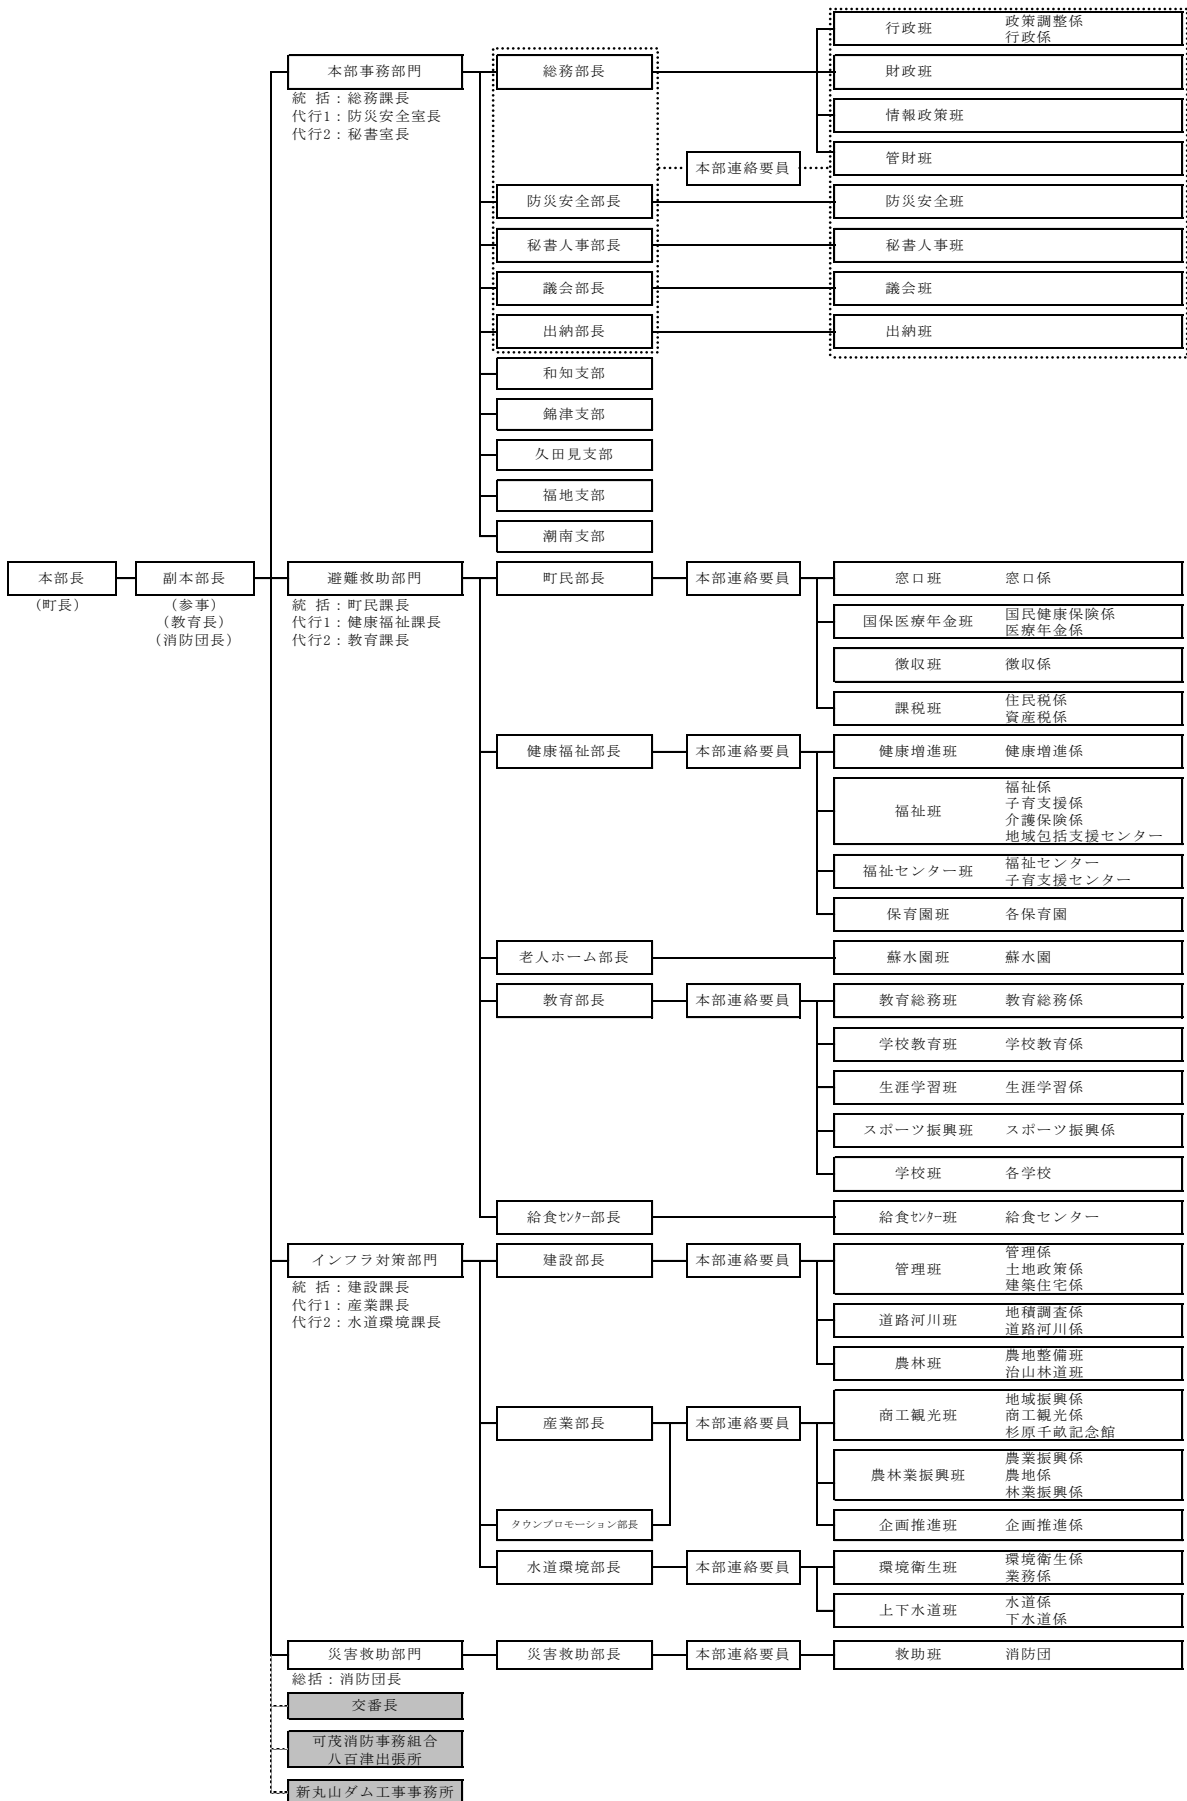 行政班 政策調整係
行政係
本部事務部門 総務部長 財政班
統 括：総務課長
代行1：防災安全室長
代行2：秘書室長
情報政策班
本部連絡要員 管財班
防災安全部長 防災安全班
秘書人事部長 秘書人事班
議会部長 議会班
出納部長 出納班
和知支部
錦津支部
久田見支部
福地支部
潮南支部
本部長 副本部長 避難救助部門 町民部長 本部連絡要員 窓口班 窓口係
（町長） （参事） 統 括：町民課長
（教育長） 代行1：健康福祉課長
（消防団長） 代行2：教育課長
国保医療年金班 国民健康保険係
医療年金係
徴収班 徴収係
課税班 住民税係
資産税係
健康福祉部長 本部連絡要員 健康増進班 健康増進係
福祉班 福祉係
子育支援係
介護保険係
地域包括支援センター
福祉センター班 福祉センター
子育支援センター
保育園班 各保育園
老人ホーム部長 蘇水園班 蘇水園
教育部長 本部連絡要員 教育総務班 教育総務係
学校教育班 学校教育係
生涯学習班 生涯学習係
スポーツ振興班 スポーツ振興係
学校班 各学校
給食ｾﾝﾀｰ部長 給食ｾﾝﾀｰ班 給食センター
インフラ対策部門 建設部長 本部連絡要員 管理班 管理係
土地政策係
建築住宅係
統 括：建設課長
代行1：産業課長
代行2：水道環境課長
道路河川班 地積調査係
道路河川係
農林班 農地整備班
治山林道班
産業部長 本部連絡要員 商工観光班 地域振興係
商工観光係
杉原千畝記念館
農林業振興班 農業振興係
農地係
林業振興係
タウンプロモーション部長 企画推進班 企画推進係
水道環境部長 本部連絡要員 環境衛生班 環境衛生係
業務係
上下水道班 水道係
下水道係
災害救助部門 災害救助部長 本部連絡要員 救助班 消防団
総括：消防団長
交番長
可茂消防事務組合
八百津出張所
新丸山ダム工事事務所